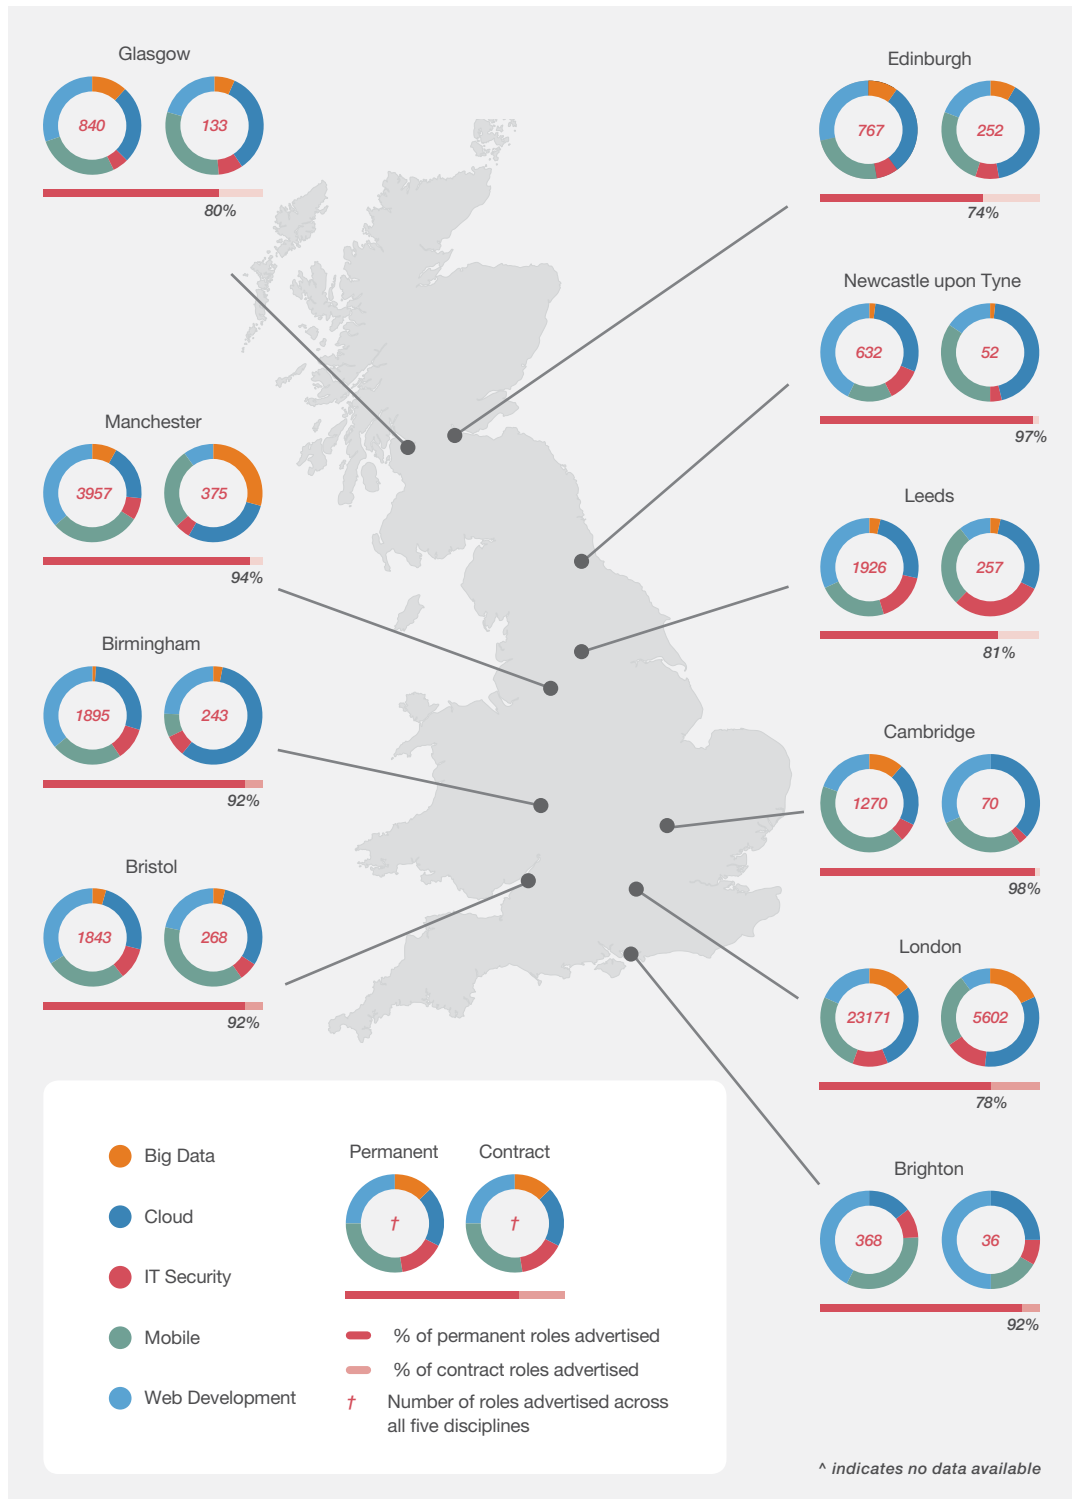 Glasgow
840
133
80%
Edinburgh
767
252
74%
Newcastle upon Tyne
632
52
97%
Manchester
3957
375
94%
Leeds
1926
257
81%
Birmingham
1895
243
92%
Cambridge
1270
70
98%
Bristol
1843
268
92%
London
23171
5602
78%
Brighton
368
36
92%
Big Data
Cloud
IT Security
Mobile
Web Development
Permanent
Contract
†
†
% of permanent roles advertised
% of contract roles advertised
† Number of roles advertised across
all five disciplines
^ indicates no data available